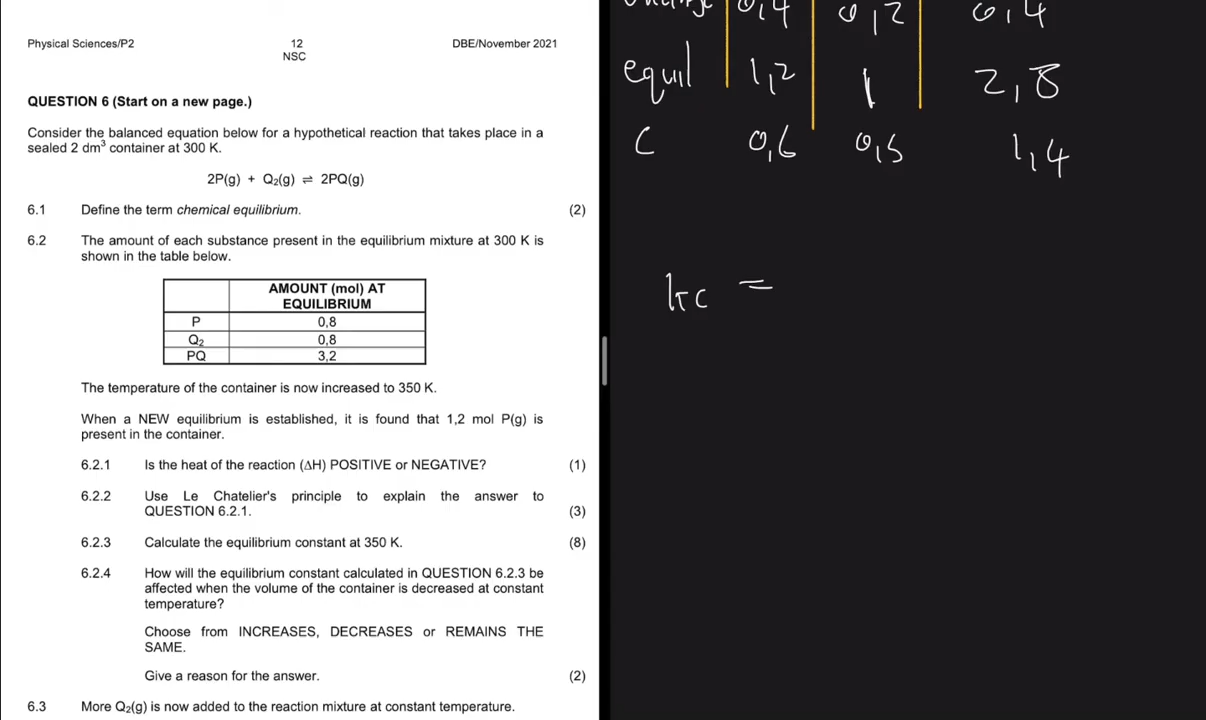 Physical Sciences/P2 12 DBE/November 2021
NSC
QUESTION 6 (Start on a new page.)
Consider the balanced equation below for a hypothetical reaction that takes place in a
sealed 2 dm³ container at 300 K.
2P(g) + Q₂(g) ⇌ 2PQ(g)
6.1 Define the term chemical equilibrium. (2)
6.2 The amount of each substance present in the equilibrium mixture at 300 K is
shown in the table below.
AMOUNT (mol) AT
EQUILIBRIUM
P 0,8
Q₂ 0,8
PQ 3,2
The temperature of the container is now increased to 350 K.
When a NEW equilibrium is established, it is found that 1,2 mol P(g) is
present in the container.
6.2.1 Is the heat of the reaction (ΔH) POSITIVE or NEGATIVE? (1)
6.2.2 Use Le Chatelier's principle to explain the answer to
QUESTION 6.2.1. (3)
6.2.3 Calculate the equilibrium constant at 350 K. (8)
6.2.4 How will the equilibrium constant calculated in QUESTION 6.2.3 be
affected when the volume of the container is decreased at constant
temperature?
Choose from INCREASES, DECREASES or REMAINS THE
SAME.
Give a reason for the answer. (2)
6.3 More Q₂(g) is now added to the reaction mixture at constant temperature.
0,4 0,2 0,4
equil 1,2 1 2,8
C 0,6 0,5 1,4
Kc =